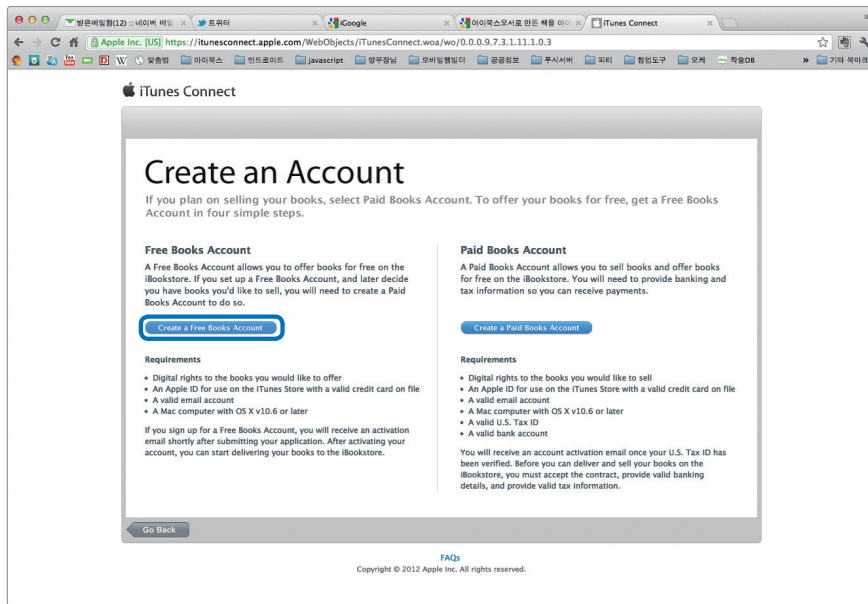 받은메일함(12) :: 네이버 메일
트위터
iGoogle
아이북스오서로 만든 책을 아이
iTunes Connect
Apple Inc. [US] https://itunesconnect.apple.com/WebObjects/iTunesConnect.woa/wo/0.0.0.9.7.3.1.11.1.0.3
맞춤법 아이북스 안드로이드 javascript 양부장님 모바일웹빌더 공공정보 푸시서버 피티 협업도구 오케 학술DB » 기타 북마크
iTunes Connect
Create an Account
If you plan on selling your books, select Paid Books Account. To offer your books for free, get a Free Books
Account in four simple steps.
Free Books Account
A Free Books Account allows you to offer books for free on the
iBookstore. If you set up a Free Books Account, and later decide
you have books you'd like to sell, you will need to create a Paid
Books Account to do so.
Create a Free Books Account
Requirements
• Digital rights to the books you would like to offer
• An Apple ID for use on the iTunes Store with a valid credit card on file
• A valid email account
• A Mac computer with OS X v10.6 or later
If you sign up for a Free Books Account, you will receive an activation
email shortly after submitting your application. After activating your
account, you can start delivering your books to the iBookstore.
Paid Books Account
A Paid Books Account allows you to sell books and offer books
for free on the iBookstore. You will need to provide banking and
tax information so you can receive payments.
Create a Paid Books Account
Requirements
• Digital rights to the books you would like to sell
• An Apple ID for use on the iTunes Store with a valid credit card on file
• A valid email account
• A Mac computer with OS X v10.6 or later
• A valid U.S. Tax ID
• A valid bank account
You will receive an account activation email once your U.S. Tax ID has
been verified. Before you can deliver and sell your books on the
iBookstore, you must accept the contract, provide valid banking
details, and provide valid tax information.
Go Back
FAQs
Copyright © 2012 Apple Inc. All rights reserved.